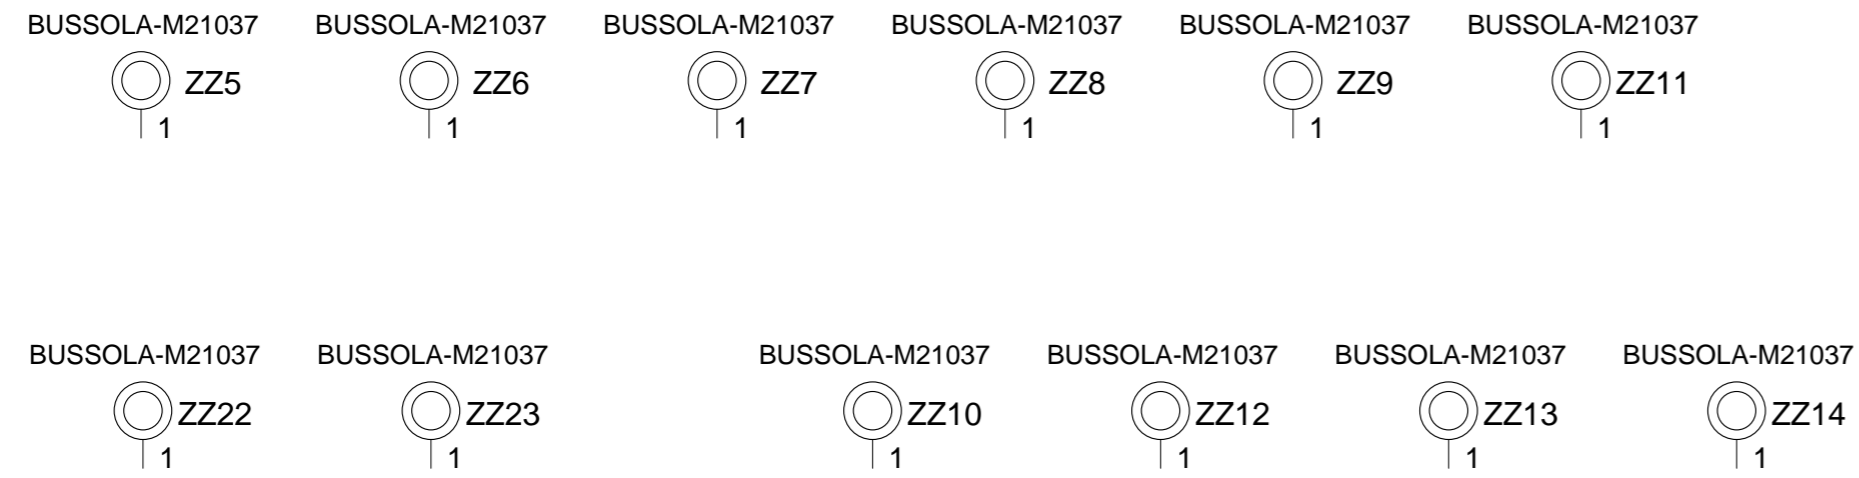 BUSSOLA-M21037 BUSSOLA-M21037 BUSSOLA-M21037 BUSSOLA-M21037 BUSSOLA-M21037 BUSSOLA-M21037
ZZ5 ZZ6 ZZ7 ZZ8 ZZ9 ZZ11
1 1 1 1 1 1
BUSSOLA-M21037 BUSSOLA-M21037 BUSSOLA-M21037 BUSSOLA-M21037 BUSSOLA-M21037 BUSSOLA-M21037
ZZ22 ZZ23 ZZ10 ZZ12 ZZ13 ZZ14
1 1 1 1 1 1